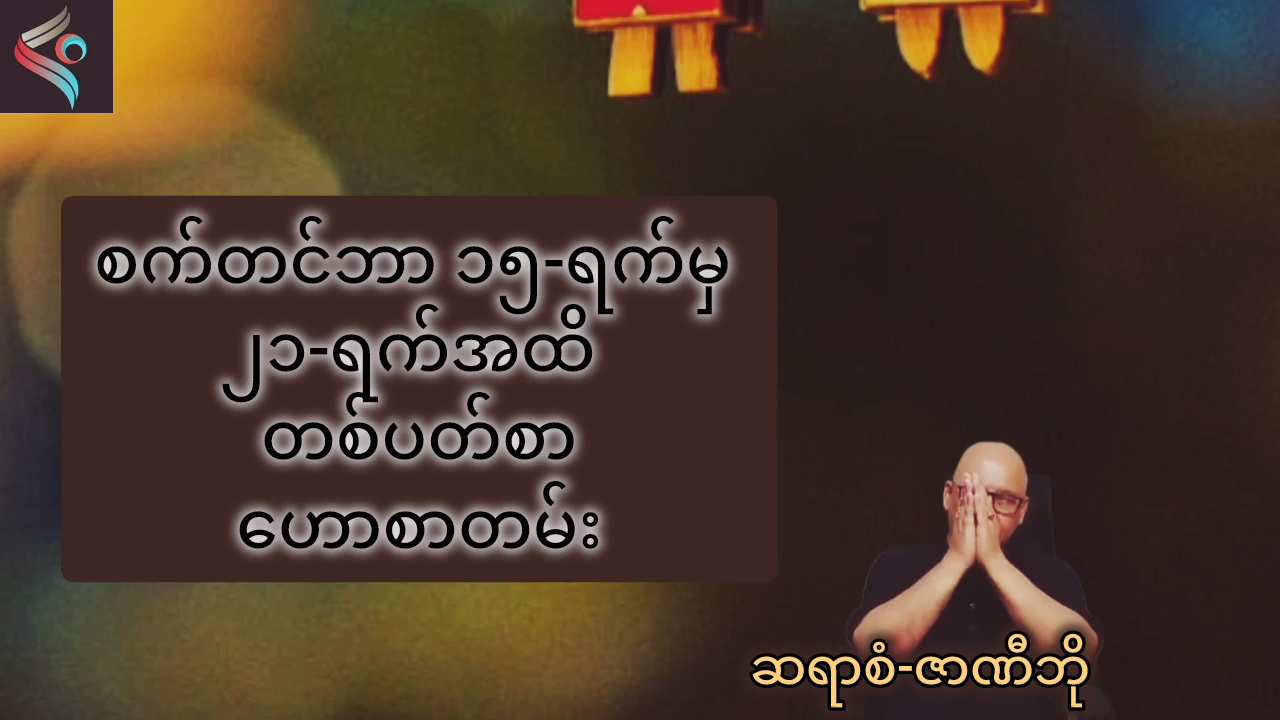 စက်တင်ဘာ ၁၅-ရက်မှ
၂၁-ရက်အထိ
တစ်ပတ်စာ
ဟောစာတမ်း
ဆရာစံ-ဇာဏီဘို